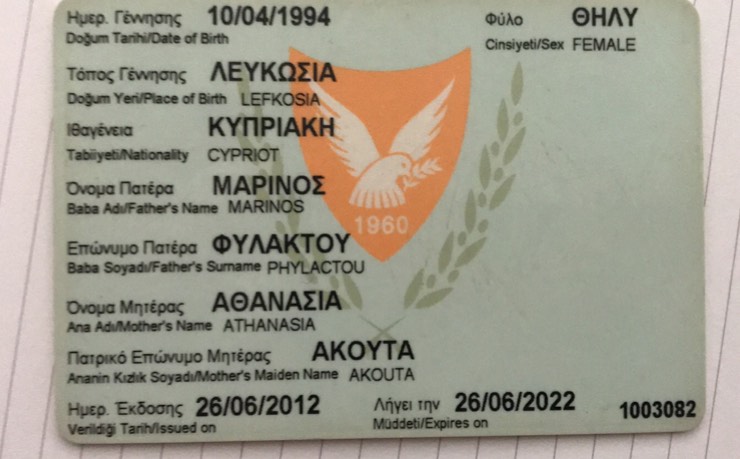 Ημερ. Γέννησης 10/04/1994 Φύλο ΘΗΛΥ
Doğum Tarihi/Date of Birth Cinsiyeti/Sex FEMALE
Τόπος Γέννησης ΛΕΥΚΩΣΙΑ
Doğum Yeri/Place of Birth LEFKOSIA
Ιθαγένεια ΚΥΠΡΙΑΚΗ
Tabiiyeti/Nationality CYPRIOT
Όνομα Πατέρα ΜΑΡΙΝΟΣ
Baba Adı/Father's Name MARINOS
1960
Επώνυμο Πατέρα ΦΥΛΑΚΤΟΥ
Baba Soyadı/Father's Surname PHYLACTOU
Όνομα Μητέρας ΑΘΑΝΑΣΙΑ
Ana Adı/Mother's Name ATHANASIA
Πατρικό Επώνυμο Μητέρας ΑΚΟΥΤΑ
Ananin Kızlık Soyadı/Mother's Maiden Name AKOUTA
Ημερ. Έκδοσης 26/06/2012 Λήγει την 26/06/2022 1003082
Verildiği Tarih/Issued on Müddeti/Expires on